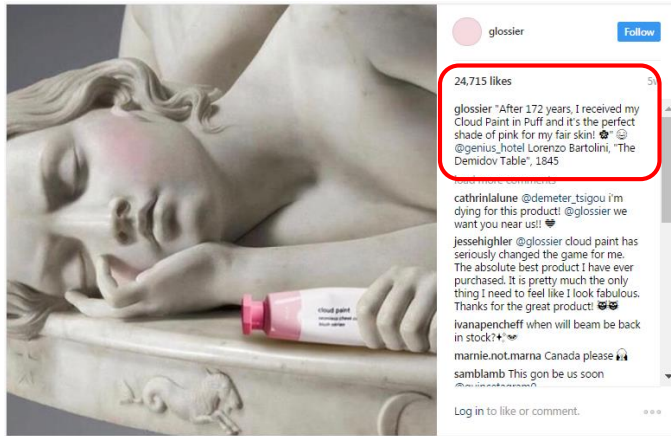 glossier
Follow
24,715 likes
glossier "After 172 years, I received my
Cloud Paint in Puff and it's the perfect
shade of pink for my fair skin! 🌸" 😉
@genius_hotel Lorenzo Bartolini, "The
Demidov Table", 1845
load more comments
cathrinlalune @demeter_tsigou i'm
dying for this product! @glossier we
want you near us!! 🖤
jessehighler @glossier cloud paint has
seriously changed the game for me.
The absolute best product I have ever
purchased. It is pretty much the only
thing I need to feel like I look fabulous.
Thanks for the great product! 😻😻
ivanapencheff when will beam be back
in stock?
marnie.not.marna Canada please
samblamb This gon be us soon
Log in to like or comment.
cloud paint